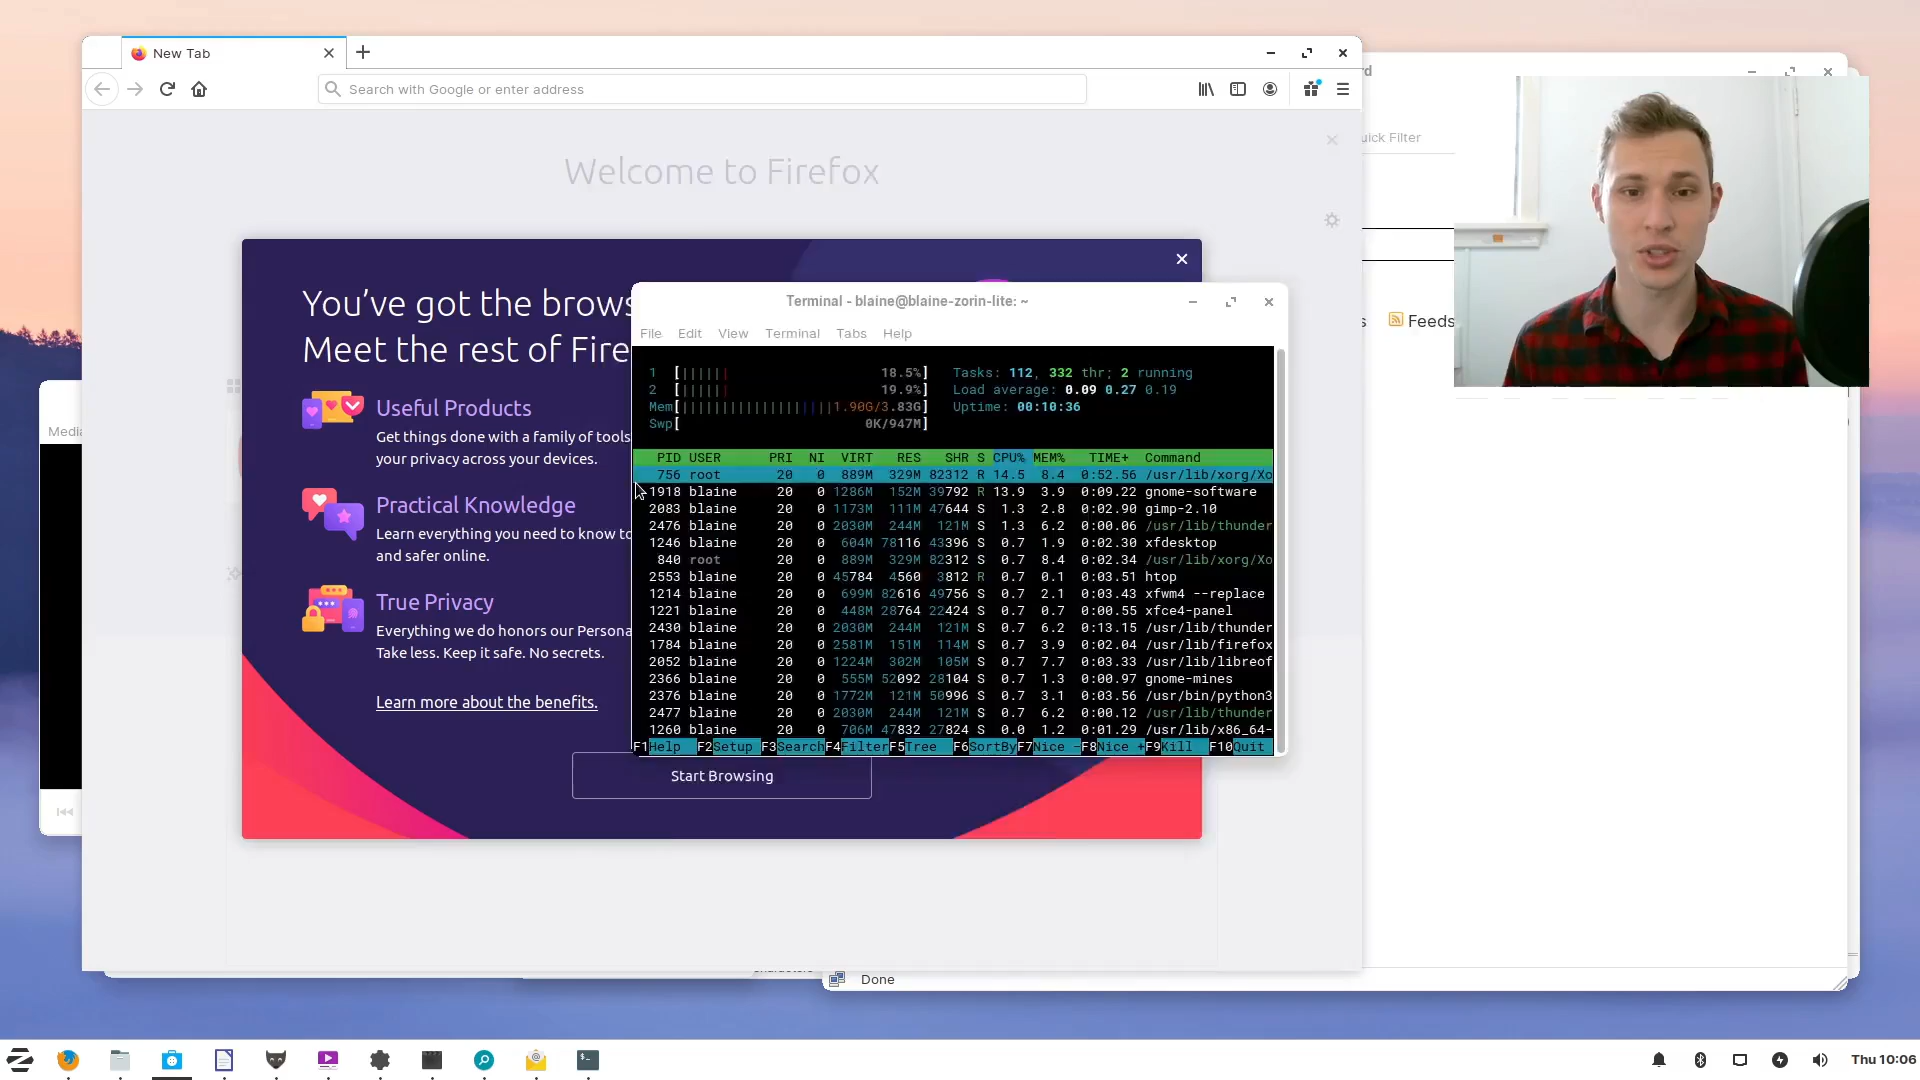 New Tab
Search with Google or enter address
rd
uick Filter
Welcome to Firefox
You've got the brows
Meet the rest of Fire
Useful Products
Get things done with a family of tools
your privacy across your devices.
Practical Knowledge
Learn everything you need to know to
and safer online.
True Privacy
Everything we do honors our Persona
Take less. Keep it safe. No secrets.
Learn more about the benefits.
Start Browsing
Media
s Feeds
Terminal - blaine@blaine-zorin-lite: ~
File Edit View Terminal Tabs Help
1 [|||||| 18.5%] Tasks: 112, 332 thr; 2 running
2 [|||||| 19.9%] Load average: 0.09 0.27 0.19
Mem[|||||||||||||||||||1.90G/3.83G] Uptime: 00:10:36
Swp[ 0K/947M]
PID USER PRI NI VIRT RES SHR S CPU% MEM% TIME+ Command
756 root 20 0 889M 329M 82312 R 14.5 8.4 0:52.56 /usr/lib/xorg/Xo
1918 blaine 20 0 1286M 152M 39792 R 13.9 3.9 0:09.22 gnome-software
2083 blaine 20 0 1173M 111M 47644 S 1.3 2.8 0:02.90 gimp-2.10
2476 blaine 20 0 2030M 244M 121M S 1.3 6.2 0:00.06 /usr/lib/thunder
1246 blaine 20 0 604M 78116 43396 S 0.7 1.9 0:02.30 xfdesktop
840 root 20 0 889M 329M 82312 S 0.7 8.4 0:02.34 /usr/lib/xorg/Xo
2553 blaine 20 0 45784 4560 3812 R 0.7 0.1 0:03.51 htop
1214 blaine 20 0 699M 82616 49756 S 0.7 2.1 0:03.43 xfwm4 --replace
1221 blaine 20 0 448M 28764 22424 S 0.7 0.7 0:00.55 xfce4-panel
2430 blaine 20 0 2030M 244M 121M S 0.7 6.2 0:13.15 /usr/lib/thunder
1784 blaine 20 0 2581M 151M 114M S 0.7 3.9 0:02.04 /usr/lib/firefox
2052 blaine 20 0 1224M 302M 105M S 0.7 7.7 0:03.33 /usr/lib/libreof
2366 blaine 20 0 555M 52092 28104 S 0.7 1.3 0:00.97 gnome-mines
2376 blaine 20 0 1772M 121M 50996 S 0.7 3.1 0:03.56 /usr/bin/python3
2477 blaine 20 0 2030M 244M 121M S 0.7 6.2 0:00.12 /usr/lib/thunder
1260 blaine 20 0 706M 47832 27824 S 0.0 1.2 0:01.29 /usr/lib/x86_64-
F1Help F2Setup F3SearchF4FilterF5Tree F6SortByF7Nice -F8Nice +F9Kill F10Quit
Done
Thu 10:06